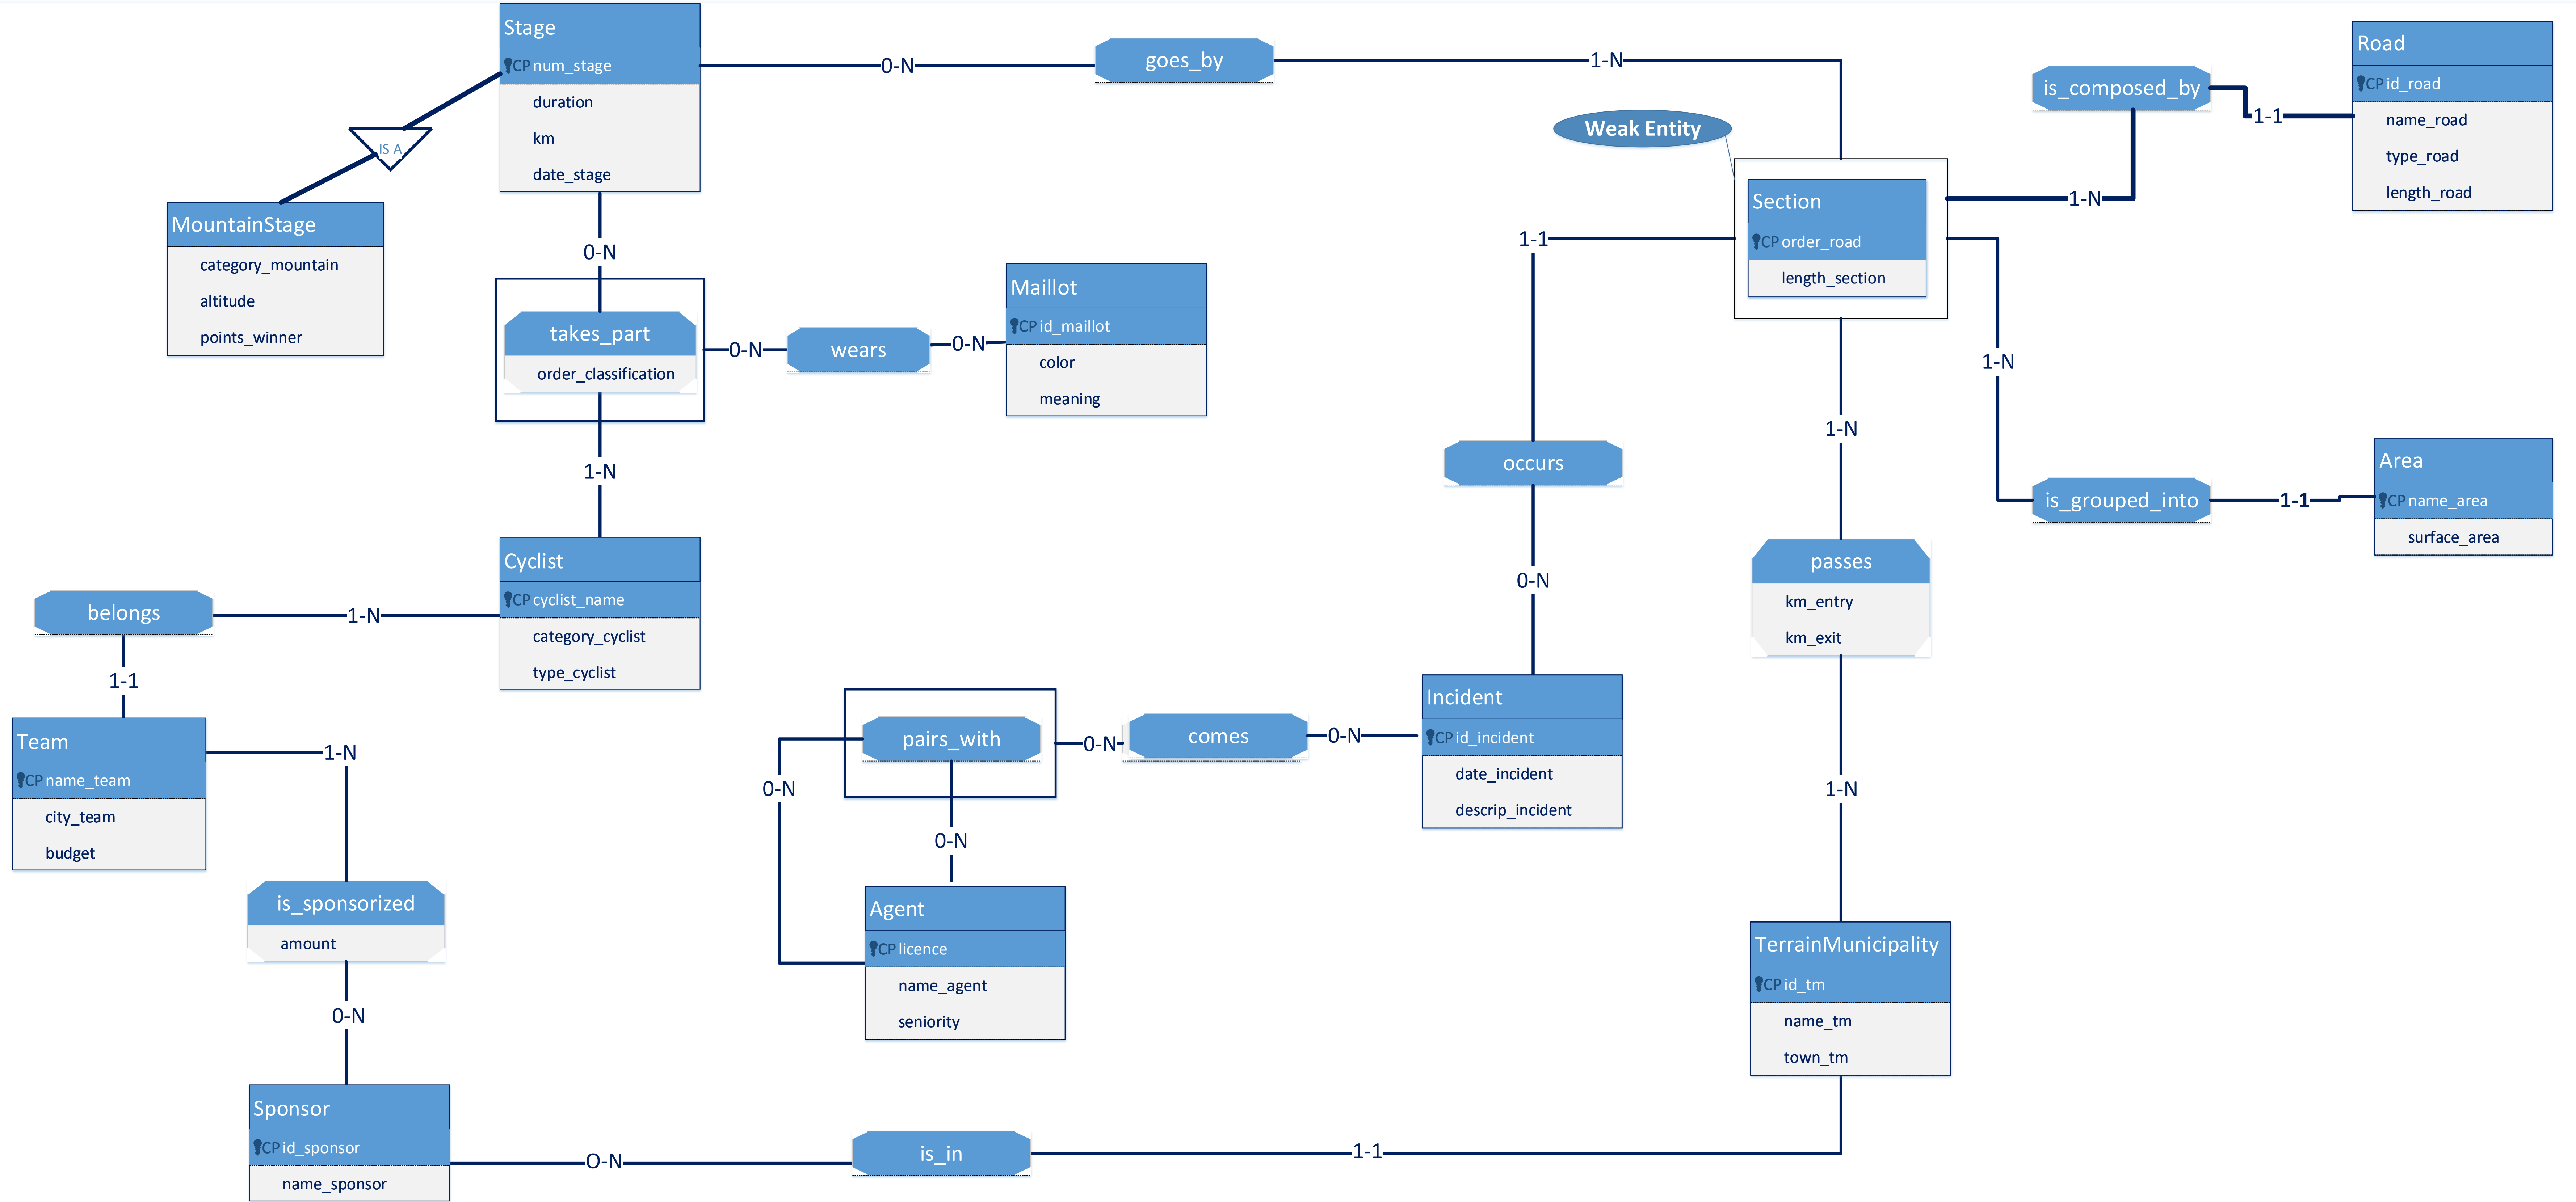 Stage
CP num_stage
duration
km
date_stage
0-N
goes_by
1-N
Road
CP id_road
name_road
type_road
length_road
is_composed_by
1-1
1-N
Weak Entity
IS A
MountainStage
category_mountain
altitude
points_winner
Section
CP order_road
length_section
1-1
0-N
takes_part
order_classification
0-N
wears
0-N
Maillot
CP id_maillot
color
meaning
1-N
1-N
1-N
occurs
Area
CP name_area
surface_area
is_grouped_into
1-1
Cyclist
CP cyclist_name
category_cyclist
type_cyclist
belongs
1-N
1-1
0-N
passes
km_entry
km_exit
Team
CP name_team
city_team
budget
1-N
pairs_with
0-N
comes
0-N
Incident
CP id_incident
date_incident
descrip_incident
0-N
0-N
1-N
is_sponsorized
amount
Agent
CP licence
name_agent
seniority
TerrainMunicipality
CP id_tm
name_tm
town_tm
0-N
Sponsor
CP id_sponsor
name_sponsor
O-N
is_in
1-1